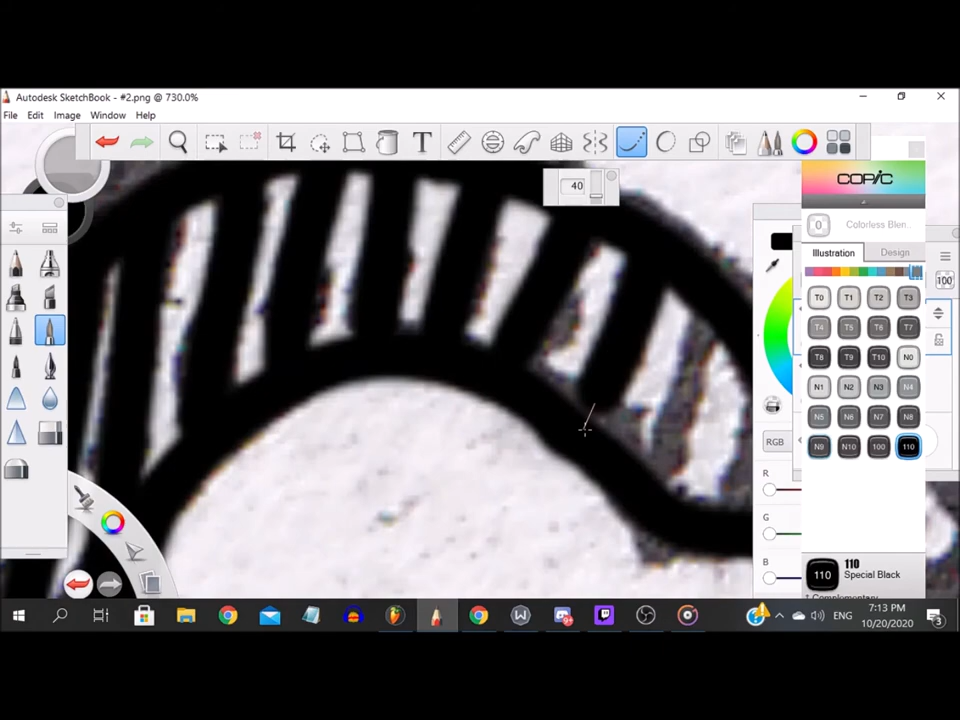 Autodesk SketchBook - #2.png @ 730.0%
File Edit Image Window Help
T
40
COPIC
0 Colorless Blen..
Illustration Design
100
T0 T1 T2 T3
T4 T5 T6 T7
T8 T9 T10 N0
N1 N2 N3 N4
N5 N6 N7 N8
N9 N10 100 110
RGB
R
G
B
110
110 Special Black
Complementary
ENG
7:13 PM
10/20/2020
3